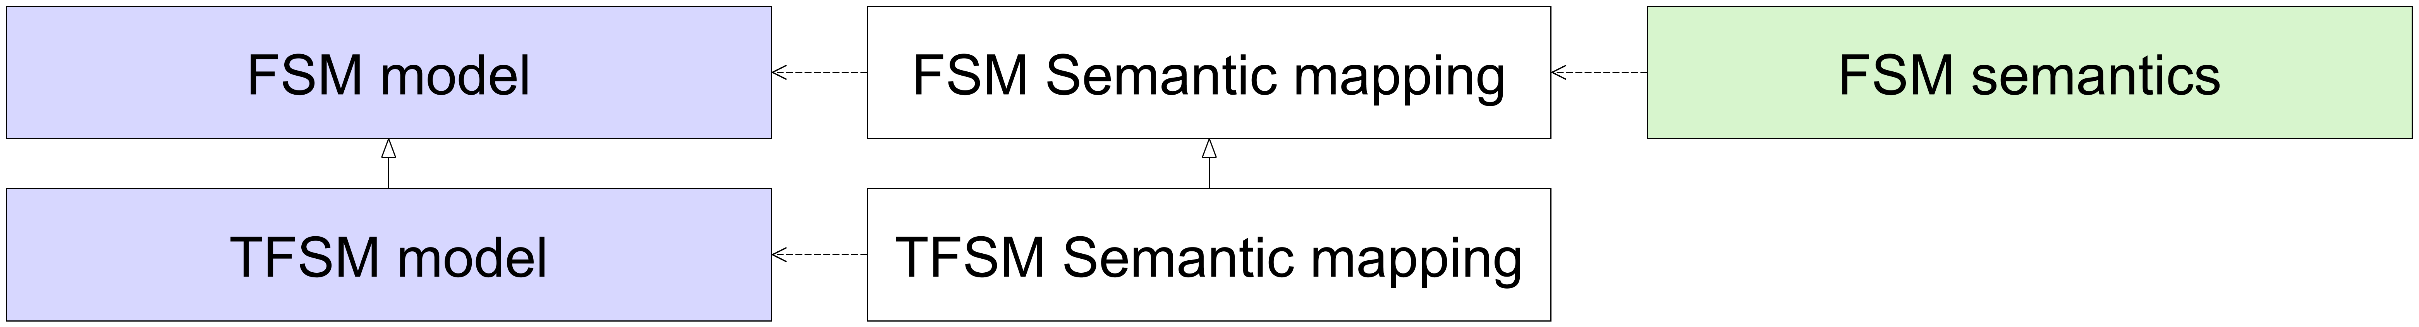 FSM model
FSM Semantic mapping
FSM semantics
TFSM model
TFSM Semantic mapping